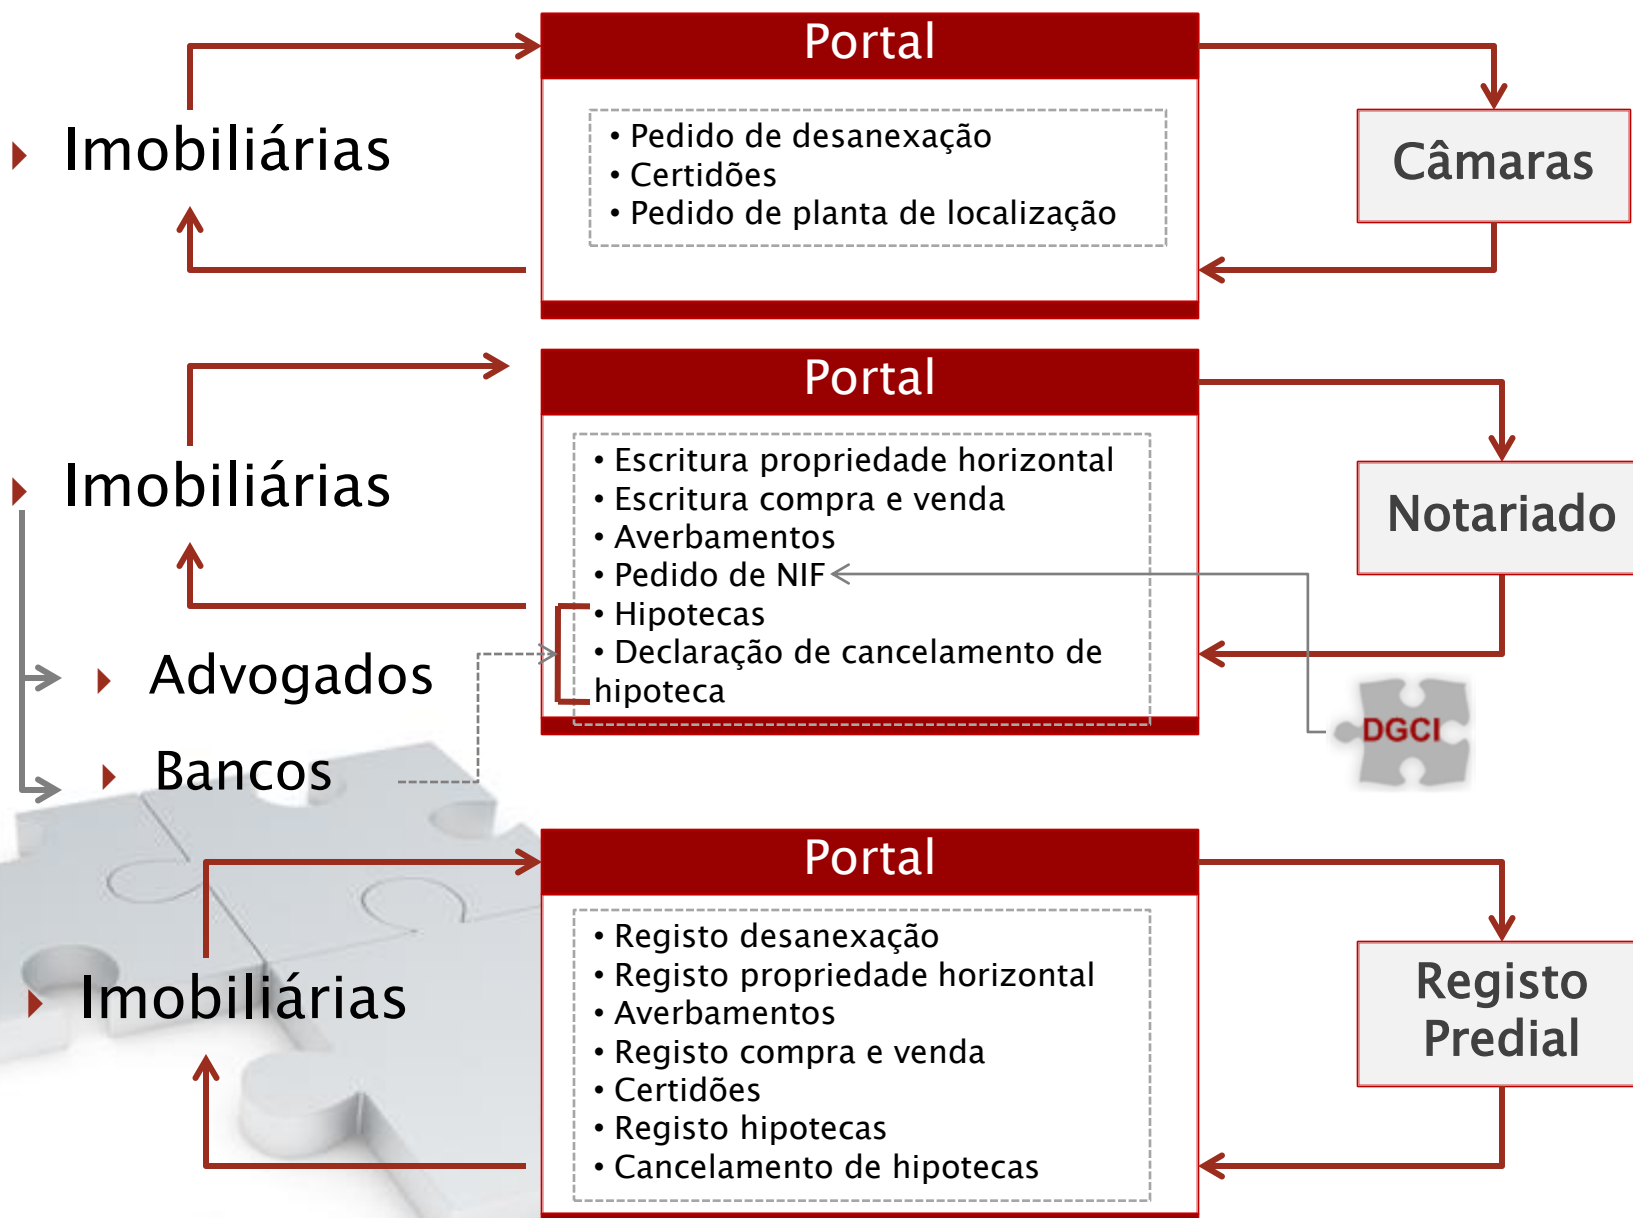 Portal
• Pedido de desanexação
• Certidões
• Pedido de planta de localização
Imobiliárias
Câmaras
Portal
• Escritura propriedade horizontal
• Escritura compra e venda
• Averbamentos
• Pedido de NIF
• Hipotecas
• Declaração de cancelamento de
hipoteca
Imobiliárias
Notariado
Advogados
Bancos
DGCI
Portal
• Registo desanexação
• Registo propriedade horizontal
• Averbamentos
• Registo compra e venda
• Certidões
• Registo hipotecas
• Cancelamento de hipotecas
Imobiliárias
Registo
Predial